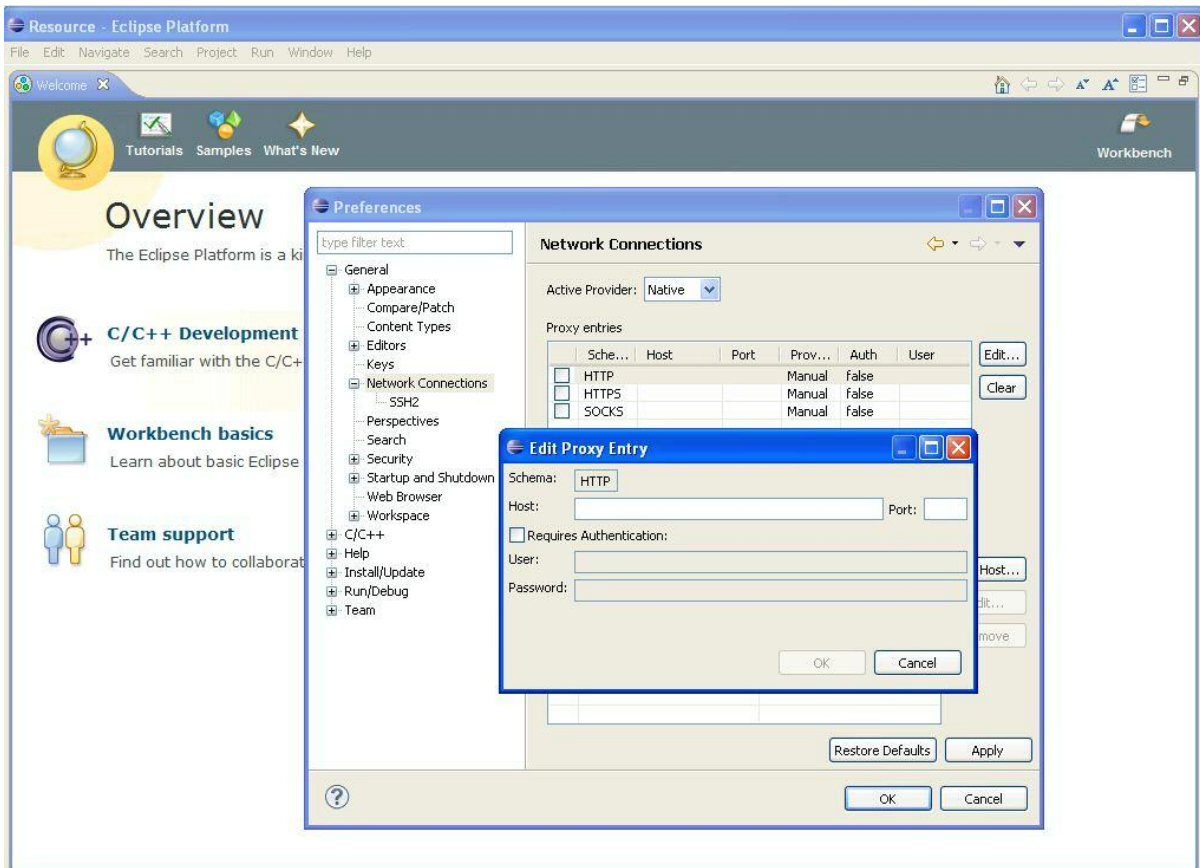 Resource - Eclipse Platform
File Edit Navigate Search Project Run Window Help
Welcome
Tutorials Samples What's New
Workbench
Overview
The Eclipse Platform is a ki
C/C++ Development
Get familiar with the C/C+
Workbench basics
Learn about basic Eclipse
Team support
Find out how to collaborat
Preferences
type filter text
General
Appearance
Compare/Patch
Content Types
Editors
Keys
Network Connections
SSH2
Perspectives
Search
Security
Startup and Shutdown
Web Browser
Workspace
C/C++
Help
Install/Update
Run/Debug
Team
Network Connections
Active Provider: Native
Proxy entries
Sche... Host Port Prov... Auth User
HTTP Manual false
HTTPS Manual false
SOCKS Manual false
Edit...
Clear
Host...
dit...
move
Restore Defaults Apply
OK Cancel
Edit Proxy Entry
Schema: HTTP
Host: Port:
Requires Authentication:
User:
Password:
OK Cancel